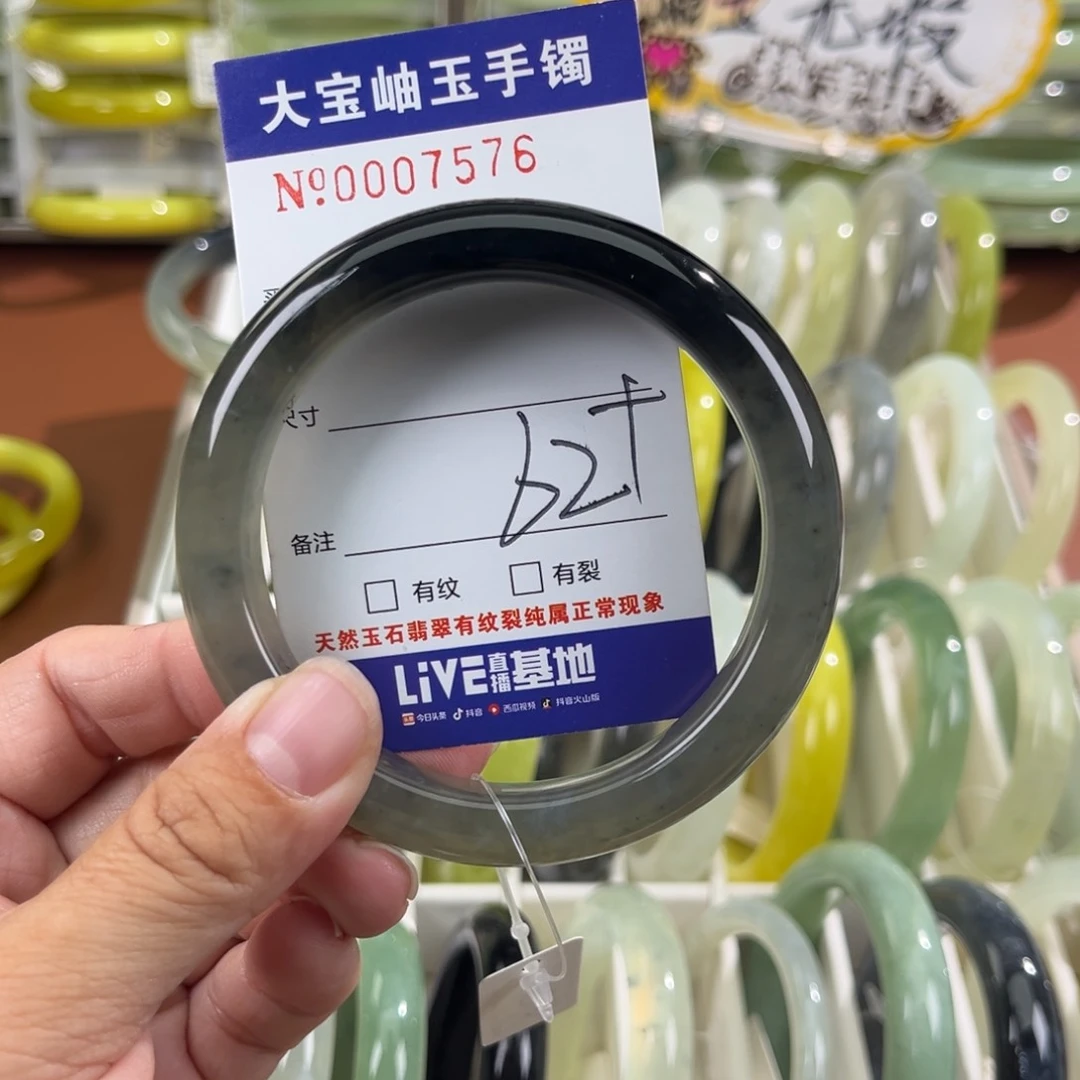 大宝岫玉手镯
№0007576
尺寸
62
备注
□ 有纹 □ 有裂
天然玉石翡翠有纹裂纯属正常现象
LiVE直播基地
今日头条 抖音 西瓜视频 抖音火山版